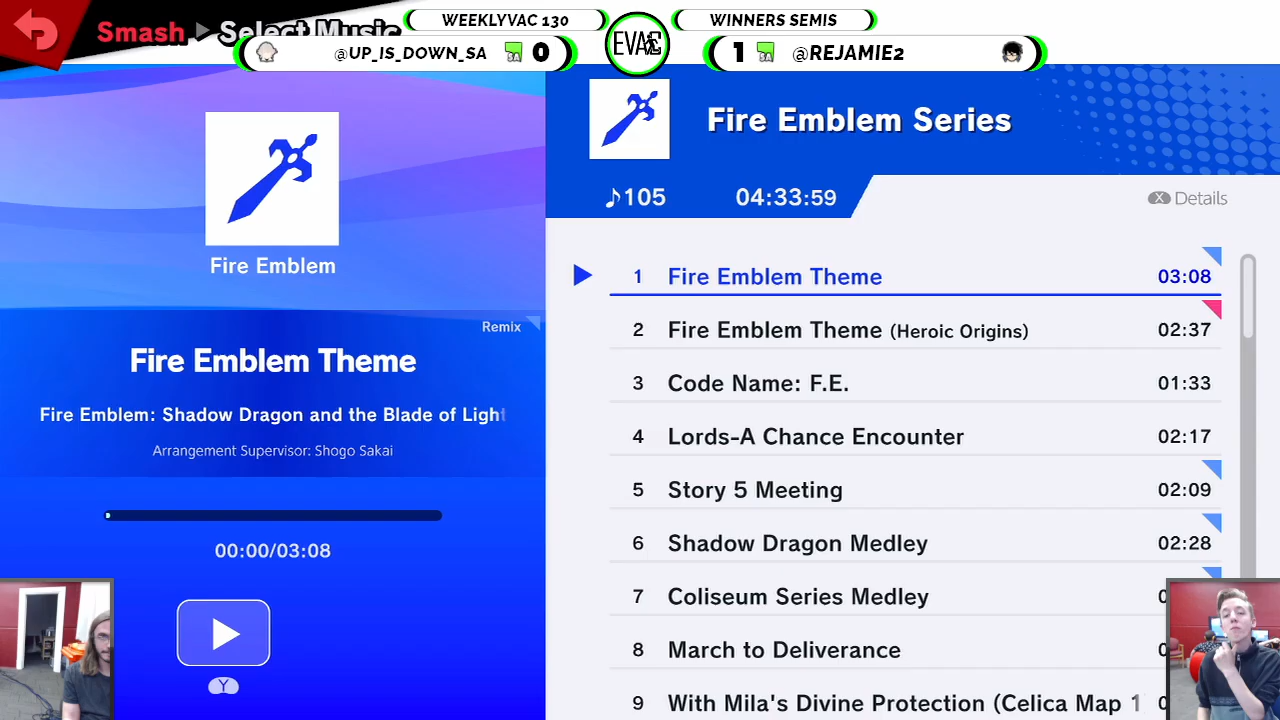 Smash ▶ Select Music
WEEKLYVAC 130
WINNERS SEMIS
@UP_IS_DOWN_SA
SA
0
EVAC
1
SA
@REJAMIE2
Fire Emblem
Remix
Fire Emblem Theme
Fire Emblem: Shadow Dragon and the Blade of Light
Arrangement Supervisor: Shogo Sakai
00:00/03:08
Y
Fire Emblem Series
♪105 04:33:59
X Details
1 Fire Emblem Theme 03:08
2 Fire Emblem Theme (Heroic Origins) 02:37
3 Code Name: F.E. 01:33
4 Lords-A Chance Encounter 02:17
5 Story 5 Meeting 02:09
6 Shadow Dragon Medley 02:28
7 Coliseum Series Medley
8 March to Deliverance
9 With Mila's Divine Protection (Celica Map 1